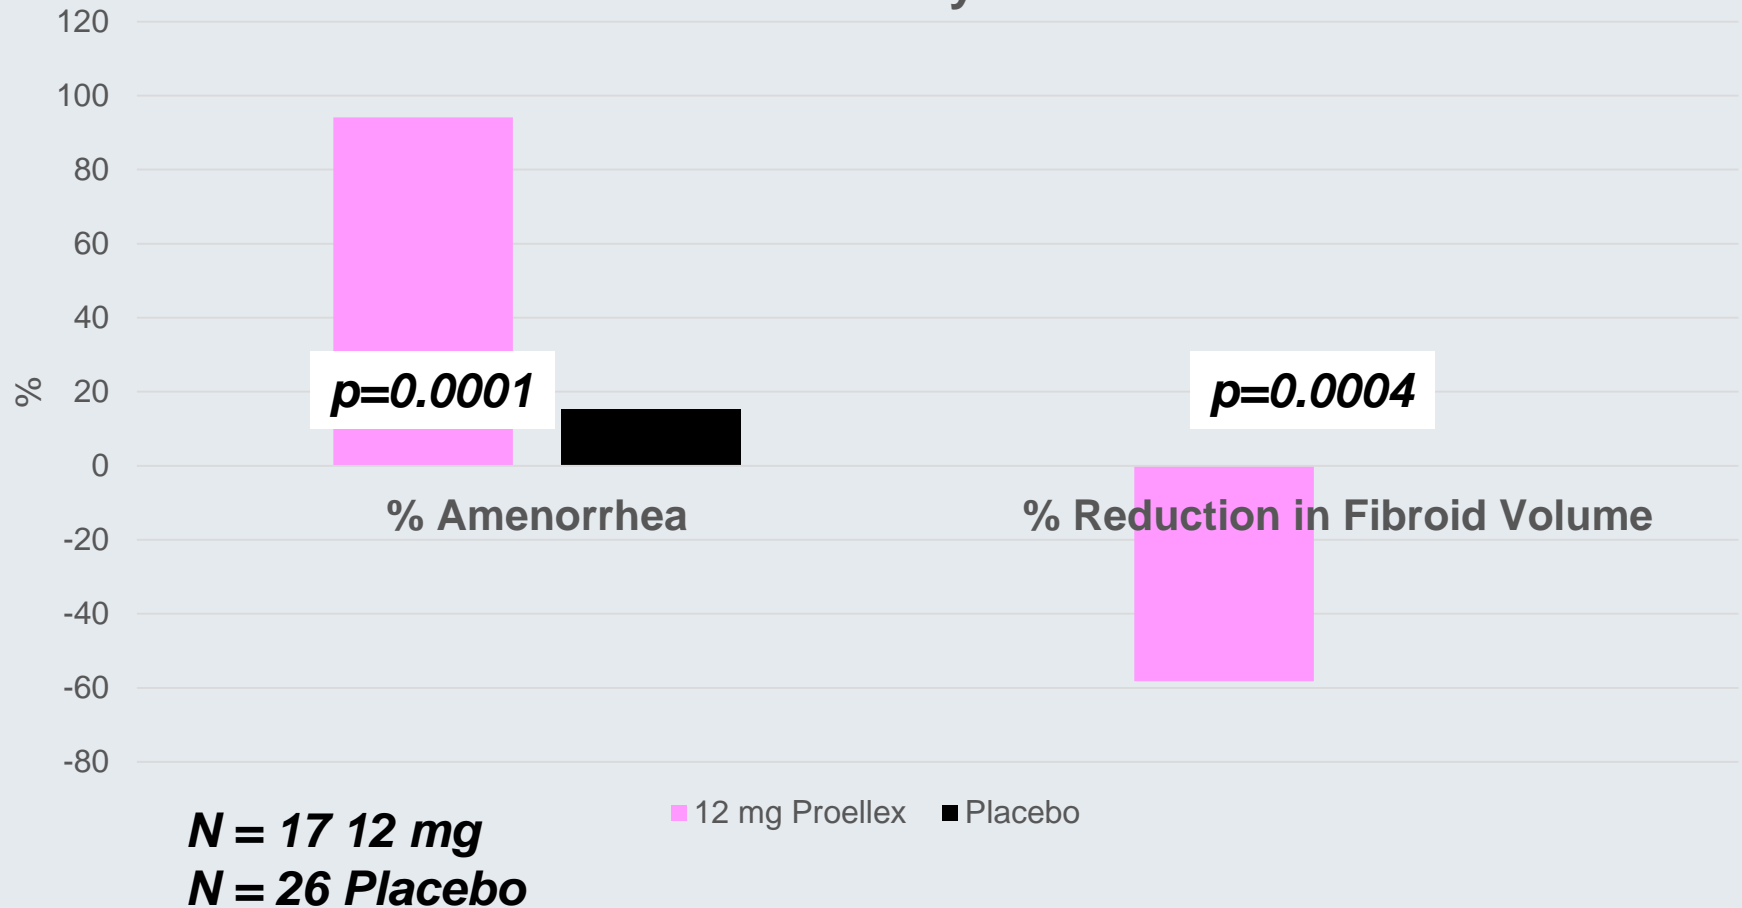 120
100
80
60
40
20
0
-20
-40
-60
-80
%
p=0.0001
p=0.0004
% Amenorrhea
% Reduction in Fibroid Volume
12 mg Proellex
Placebo
N = 17 12 mg
N = 26 Placebo